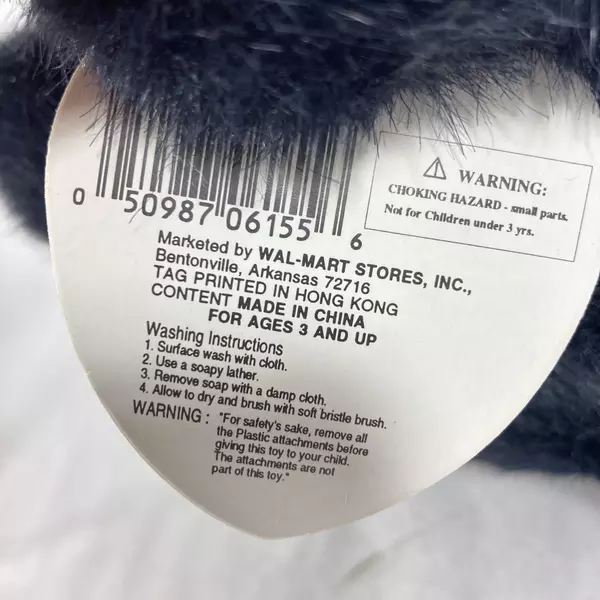 0 50987 06155 6
⚠ WARNING:
CHOKING HAZARD - small parts.
Not for Children under 3 yrs.
Marketed by WAL-MART STORES, INC.,
Bentonville, Arkansas 72716
TAG PRINTED IN HONG KONG
CONTENT MADE IN CHINA
FOR AGES 3 AND UP
Washing Instructions
1. Surface wash with cloth.
2. Use a soapy lather.
3. Remove soap with a damp cloth.
4. Allow to dry and brush with soft bristle brush.
WARNING : "For safety's sake, remove all
the Plastic attachments before
giving this toy to your child.
The attachments are not
part of this toy."